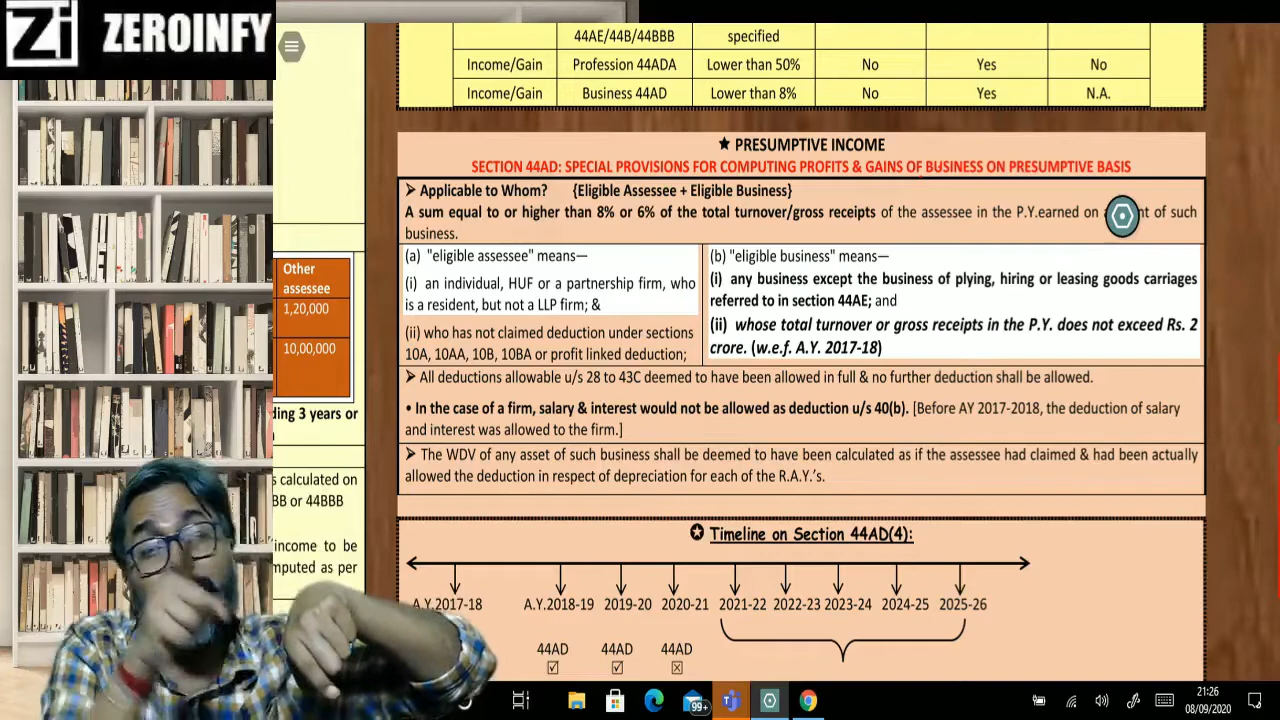 Zi ZEROINFY
44AE/44B/44BBB specified
Income/Gain Profession 44ADA Lower than 50% No Yes No
Income/Gain Business 44AD Lower than 8% No Yes N.A.
★ PRESUMPTIVE INCOME
SECTION 44AD: SPECIAL PROVISIONS FOR COMPUTING PROFITS & GAINS OF BUSINESS ON PRESUMPTIVE BASIS
➤ Applicable to Whom? {Eligible Assessee + Eligible Business}
A sum equal to or higher than 8% or 6% of the total turnover/gross receipts of the assessee in the P.Y.earned on of such
business.
(a) "eligible assessee" means—
(i) an individual, HUF or a partnership firm, who
is a resident, but not a LLP firm; &
(ii) who has not claimed deduction under sections
10A, 10AA, 10B, 10BA or profit linked deduction;
(b) "eligible business" means—
(i) any business except the business of plying, hiring or leasing goods carriages
referred to in section 44AE; and
(ii) whose total turnover or gross receipts in the P.Y. does not exceed Rs. 2
crore. (w.e.f. A.Y. 2017-18)
➤ All deductions allowable u/s 28 to 43C deemed to have been allowed in full & no further deduction shall be allowed.
• In the case of a firm, salary & interest would not be allowed as deduction u/s 40(b). [Before AY 2017-2018, the deduction of salary
and interest was allowed to the firm.]
➤ The WDV of any asset of such business shall be deemed to have been calculated as if the assessee had claimed & had been actually
allowed the deduction in respect of depreciation for each of the R.A.Y.'s.
✪ Timeline on Section 44AD(4):
A.Y.2017-18 A.Y.2018-19 2019-20 2020-21 2021-22 2022-23 2023-24 2024-25 2025-26
44AD 44AD 44AD
☑ ☑ ☒
Other
assessee
1,20,000
10,00,000
ding 3 years or
s calculated on
BB or 44BBB
income to be
mputed as per
99+
21:26
08/09/2020